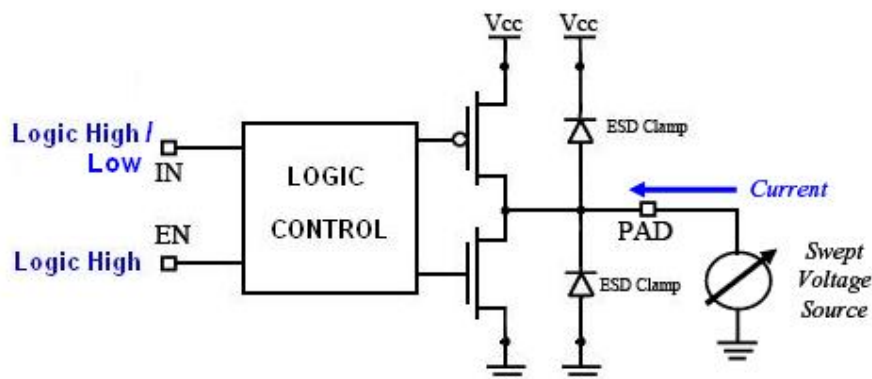 Vcc
Vcc
ESD Clamp
Logic High /
Low
IN
LOGIC
CONTROL
Current
EN
PAD
Logic High
ESD Clamp
Swept
Voltage
Source